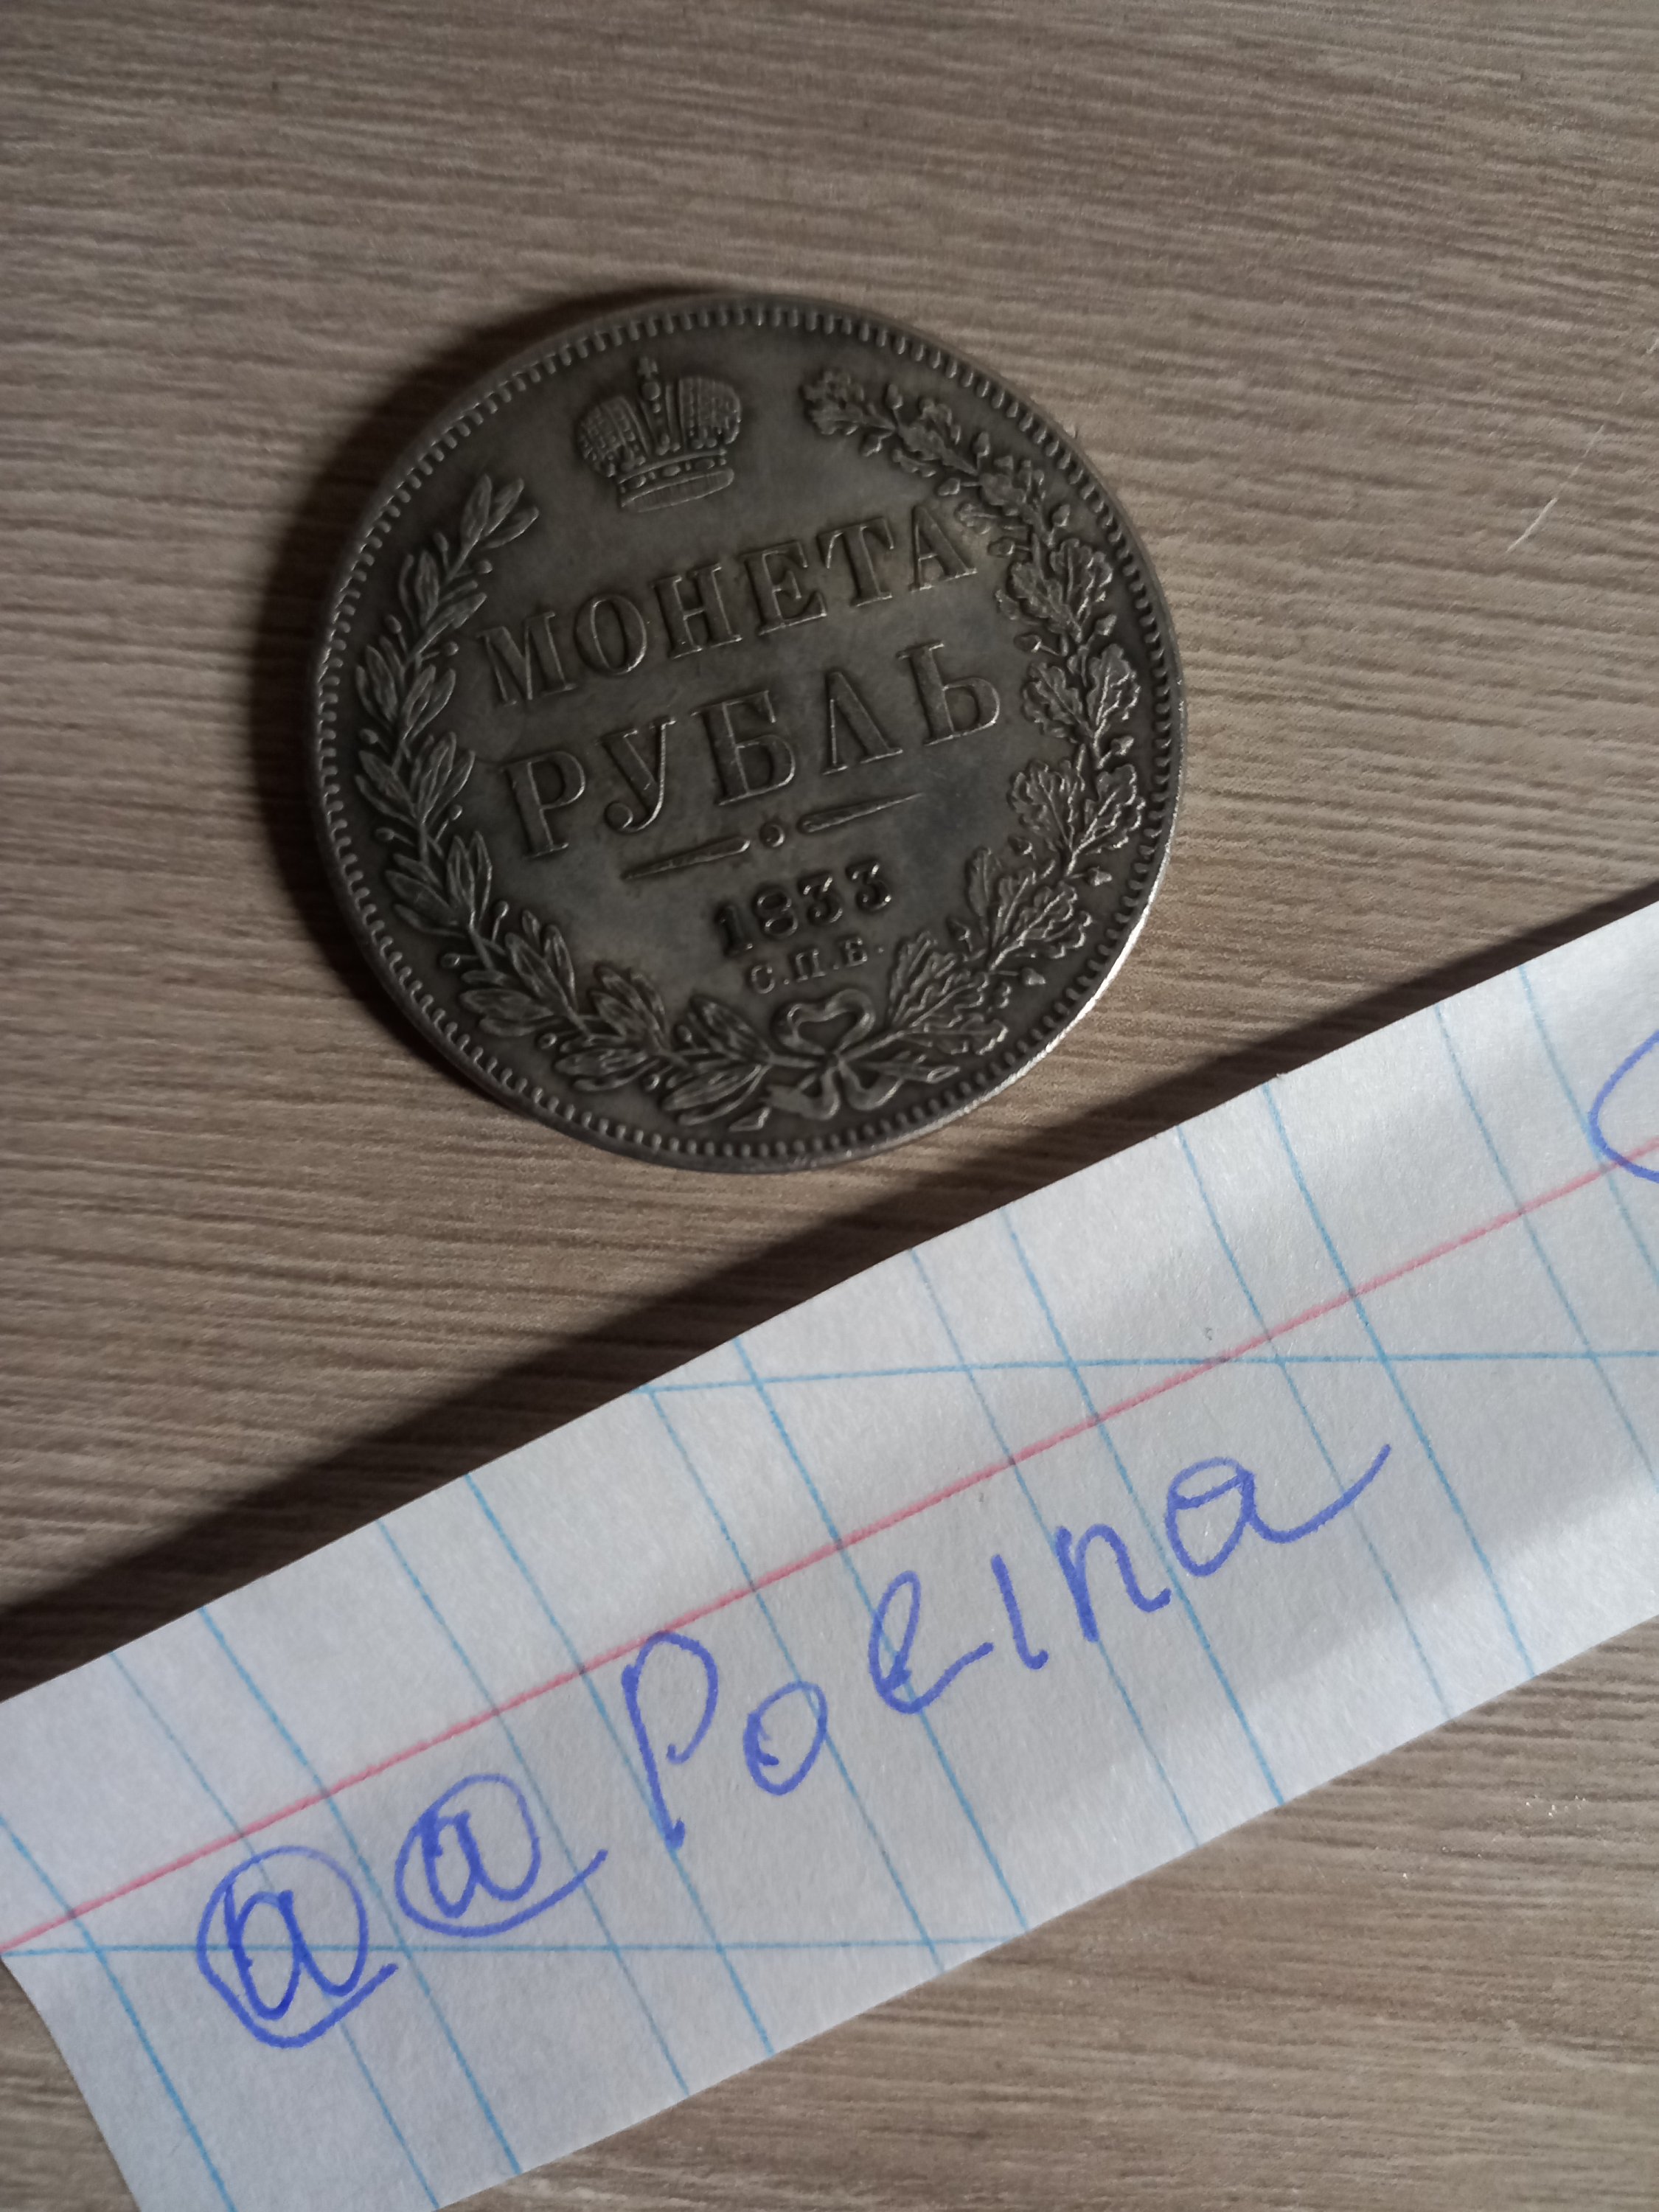 МОНЕТА
РУБЛЬ
1833
С.П.Б.
@@Polina